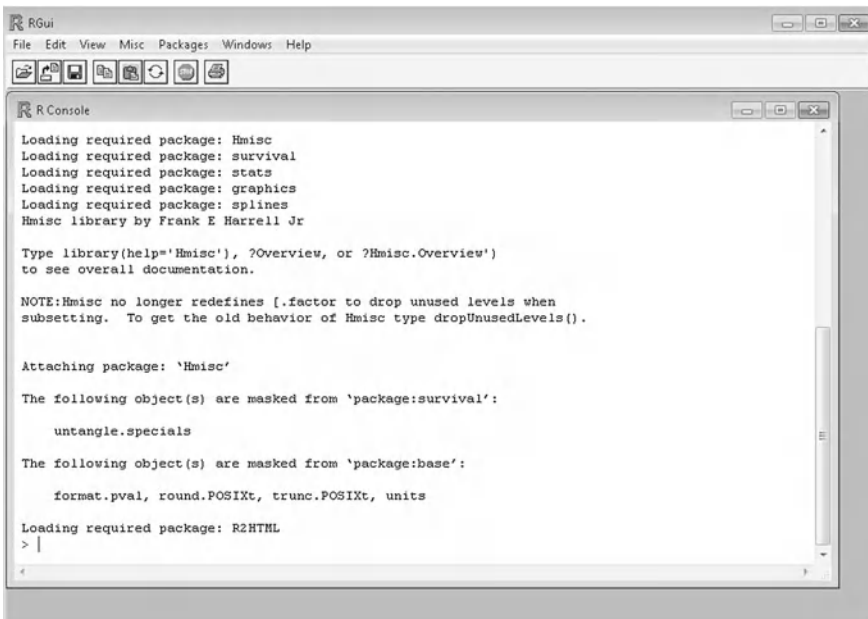 RGui
File Edit View Misc Packages Windows Help
R Console
Loading required package: Hmisc
Loading required package: survival
Loading required package: stats
Loading required package: graphics
Loading required package: splines
Hmisc library by Frank E Harrell Jr
Type library(help='Hmisc'), ?Overview, or ?Hmisc.Overview')
to see overall documentation.
NOTE:Hmisc no longer redefines [.factor to drop unused levels when
subsetting.  To get the old behavior of Hmisc type dropUnusedLevels().
Attaching package: ‘Hmisc’
The following object(s) are masked from ‘package:survival’:
untangle.specials
The following object(s) are masked from ‘package:base’:
format.pval, round.POSIXt, trunc.POSIXt, units
Loading required package: R2HTML
>